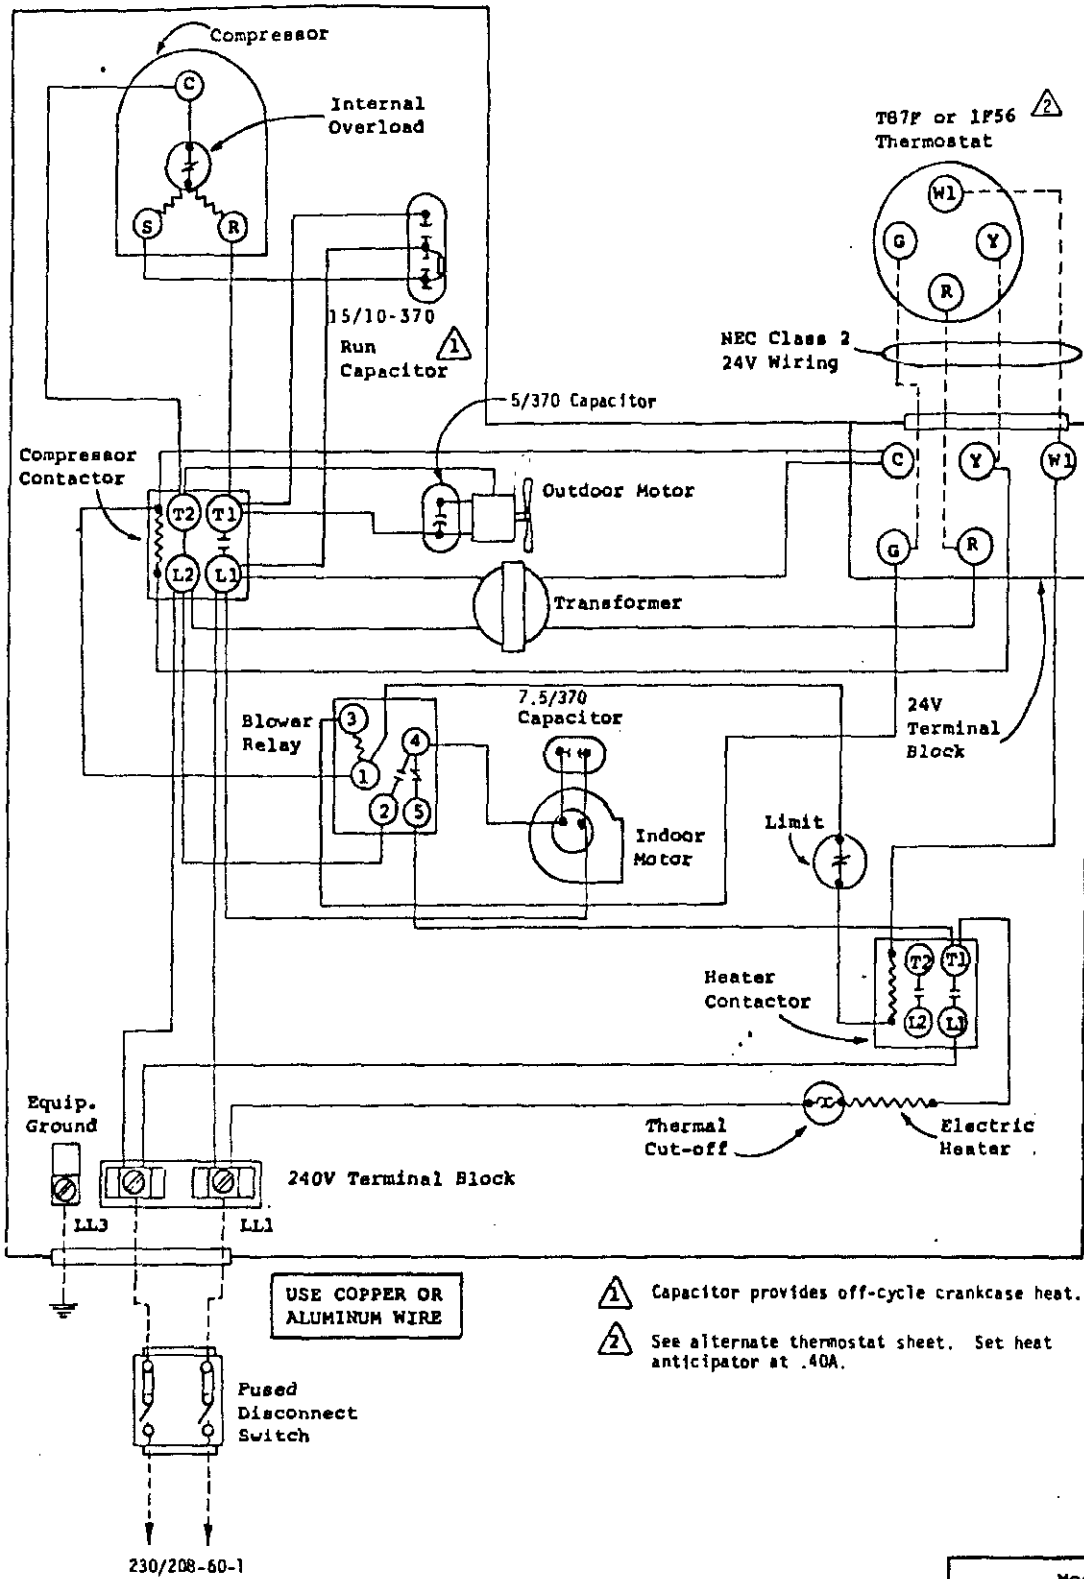 Compressor
C
Internal
Overload
S
R
15/10-370
Run
Capacitor
1
T87F or 1F56
Thermostat
2
W1
G
Y
R
NEC Class 2
24V Wiring
5/370 Capacitor
Compressor
Contactor
T2
T1
L2
L1
Outdoor Motor
Transformer
C
Y
W1
G
R
24V
Terminal
Block
Blower
Relay
3
4
1
2
5
7.5/370
Capacitor
Indoor
Motor
Limit
Heater
Contactor
T2
T1
L2
L1
Thermal
Cut-off
Electric
Heater
Equip.
Ground
240V Terminal Block
LL3
LL1
USE COPPER OR
ALUMINUM WIRE
1 Capacitor provides off-cycle crankcase heat.
2 See alternate thermostat sheet. Set heat
anticipator at .40A.
Fused
Disconnect
Switch
230/208-60-1